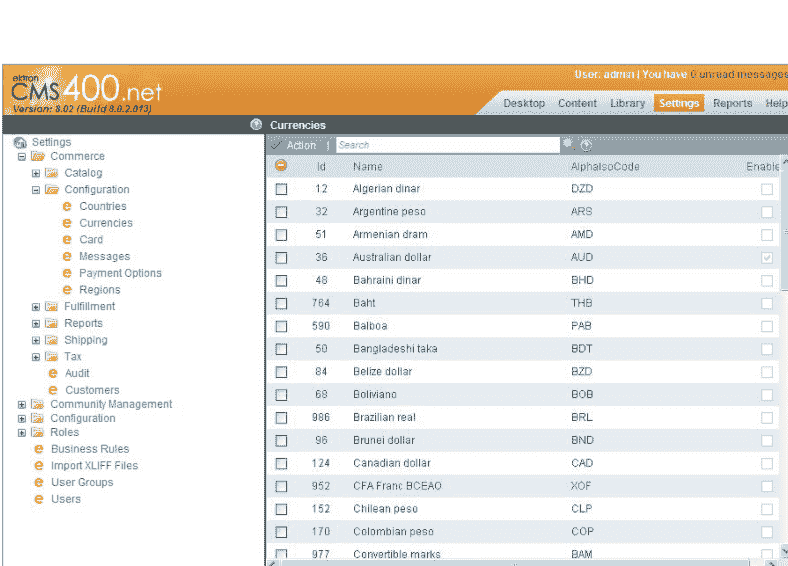 User: admin | You have 0 unread messages
ektron
CMS400.net
Version: 8.02 (Build 8.0.2.013)
Desktop Content Library Settings Reports Help
Currencies
Settings
Commerce
Catalog
Configuration
Countries
Currencies
Card
Messages
Payment Options
Regions
Fulfillment
Reports
Shipping
Tax
Audit
Customers
Community Management
Configuration
Roles
Business Rules
Import XLIFF Files
User Groups
Users
Action | Search
Id Name AlphaIsoCode Enable
12 Algerian dinar DZD
32 Argentine peso ARS
51 Armenian dram AMD
36 Australian dollar AUD
48 Bahraini dinar BHD
764 Baht THB
590 Balboa PAB
50 Bangladeshi taka BDT
84 Belize dollar BZD
68 Boliviano BOB
986 Brazilian real BRL
96 Brunei dollar BND
124 Canadian dollar CAD
952 CFA Franc BCEAO XOF
152 Chilean peso CLP
170 Colombian peso COP
977 Convertible marks BAM